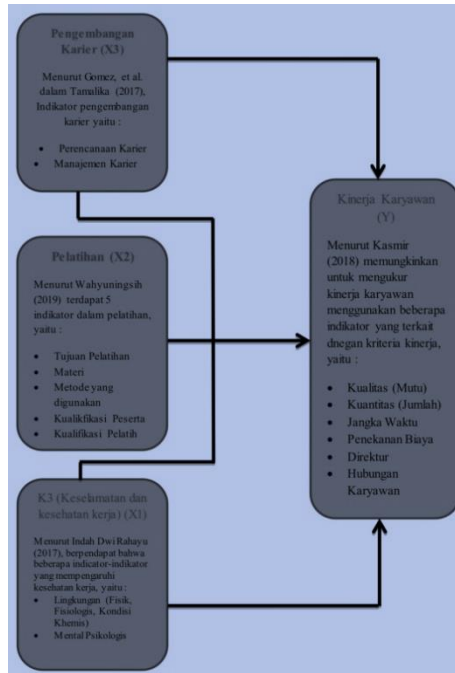 Pengembangan
Karier (X3)
Menurut Gomez, et al.
dalam Tamalika (2017),
Indikator pengembangan
karier yaitu :
• Perencanaan Karier
• Manajemen Karier
Pelatihan (X2)
Menurut Wahyuningsih
(2019) terdapat 5
indikator dalam pelatihan,
yaitu :
• Tujuan Pelatihan
• Materi
• Metode yang
digunakan
• Kualikfikasi Peserta
• Kualifikasi Pelatih
K3 (Keselamatan dan
kesehatan kerja) (X1)
Menurut Indah Dwi Rahayu
(2017), berpendapat bahwa
beberapa indicator-indikator
yang mempengaruhi
kesehatan kerja, yaitu :
• Lingkungan (Fisik,
Fisiologis, Kondisi
Khemis)
• Mental Psikologis
Kinerja Karyawan
(Y)
Menurut Kasmir
(2018) memungkinkan
untuk mengukur
kinerja karyawan
menggunakan beberapa
indikator yang terkait
dnegan kriteria kinerja,
yaitu :
• Kualitas (Mutu)
• Kuantitas (Jumlah)
• Jangka Waktu
• Penekanan Biaya
• Direktur
• Hubungan
Karyawan